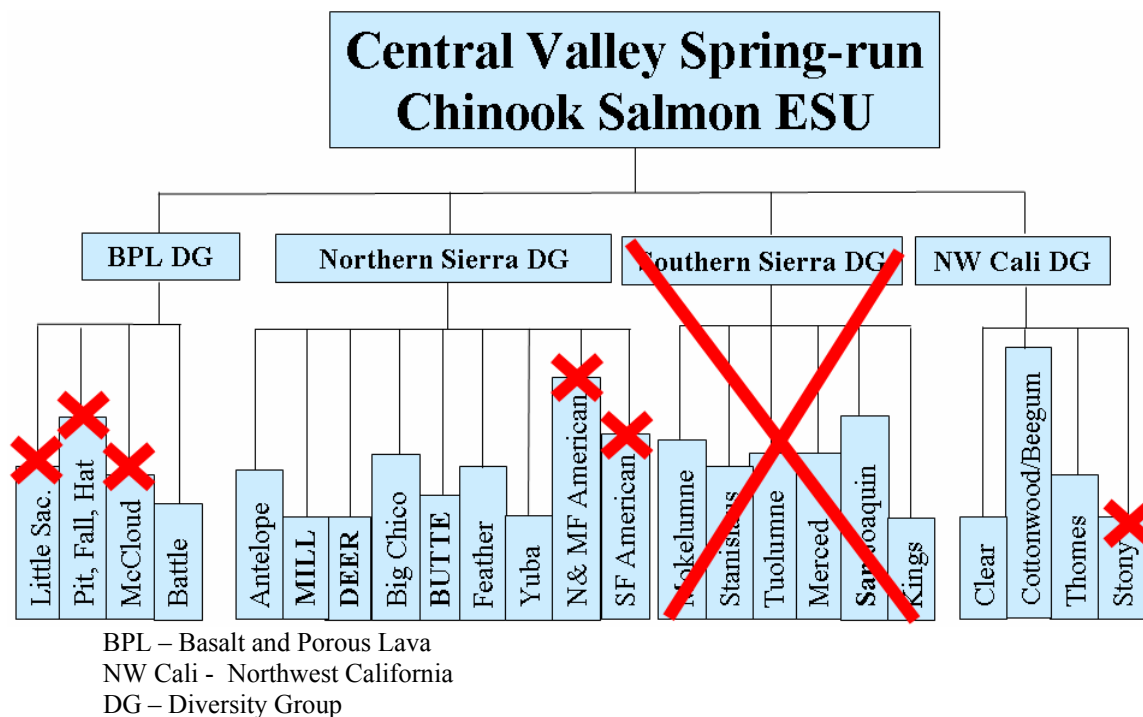 Central Valley Spring-run
Chinook Salmon ESU
BPL DG
Northern Sierra DG
Southern Sierra DG
NW Cali DG
Little Sac.
Pit, Fall, Hat
McCloud
Battle
Antelope
MILL
DEER
Big Chico
BUTTE
Feather
Yuba
N& MF American
SF American
Mokelumne
Stanislaus
Tuolumne
Merced
San Joaquin
Kings
Clear
Cottonwood/Beegum
Thomes
Stony
BPL – Basalt and Porous Lava
NW Cali - Northwest California
DG – Diversity Group